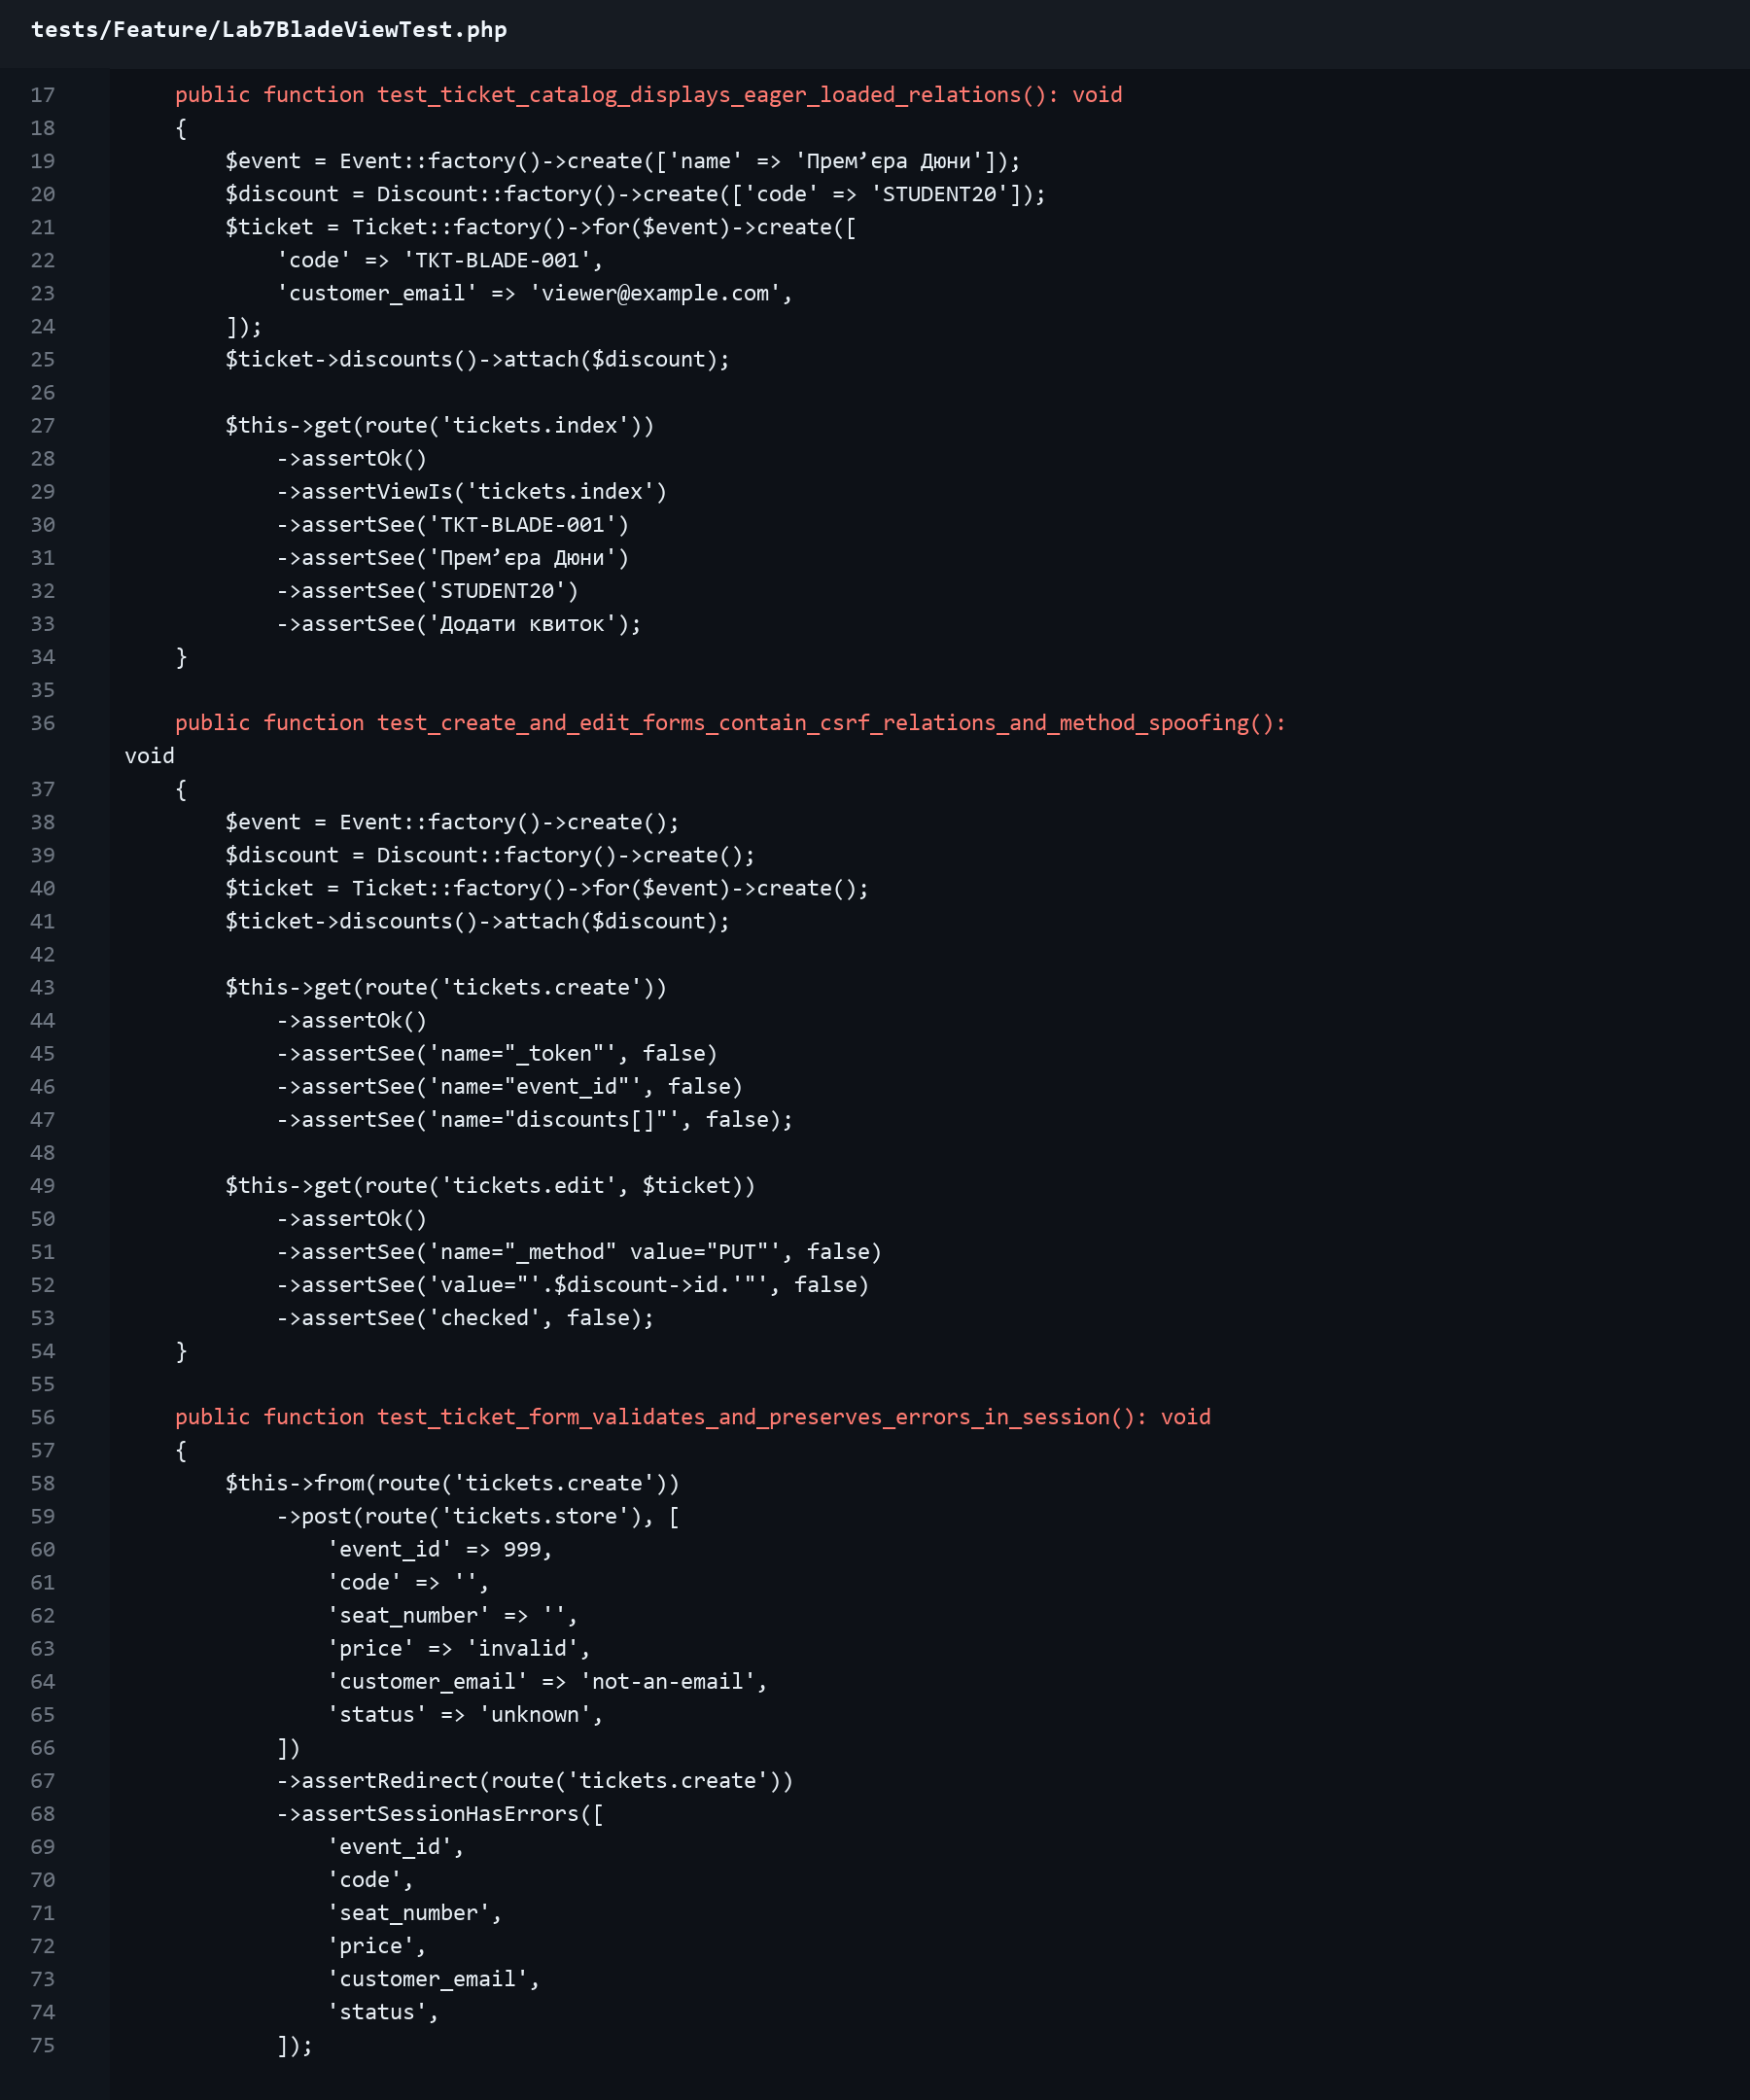 tests/Feature/Lab7BladeViewTest.php
17 public function test_ticket_catalog_displays_eager_loaded_relations(): void
18 {
19 $event = Event::factory()->create(['name' => 'Прем’єра Дюни']);
20 $discount = Discount::factory()->create(['code' => 'STUDENT20']);
21 $ticket = Ticket::factory()->for($event)->create([
22 'code' => 'TKT-BLADE-001',
23 'customer_email' => 'viewer@example.com',
24 ]);
25 $ticket->discounts()->attach($discount);
26
27 $this->get(route('tickets.index'))
28 ->assertOk()
29 ->assertViewIs('tickets.index')
30 ->assertSee('TKT-BLADE-001')
31 ->assertSee('Прем’єра Дюни')
32 ->assertSee('STUDENT20')
33 ->assertSee('Додати квиток');
34 }
35
36 public function test_create_and_edit_forms_contain_csrf_relations_and_method_spoofing():
void
37 {
38 $event = Event::factory()->create();
39 $discount = Discount::factory()->create();
40 $ticket = Ticket::factory()->for($event)->create();
41 $ticket->discounts()->attach($discount);
42
43 $this->get(route('tickets.create'))
44 ->assertOk()
45 ->assertSee('name="_token"', false)
46 ->assertSee('name="event_id"', false)
47 ->assertSee('name="discounts[]"', false);
48
49 $this->get(route('tickets.edit', $ticket))
50 ->assertOk()
51 ->assertSee('name="_method" value="PUT"', false)
52 ->assertSee('value="'.$discount->id.'"', false)
53 ->assertSee('checked', false);
54 }
55
56 public function test_ticket_form_validates_and_preserves_errors_in_session(): void
57 {
58 $this->from(route('tickets.create'))
59 ->post(route('tickets.store'), [
60 'event_id' => 999,
61 'code' => '',
62 'seat_number' => '',
63 'price' => 'invalid',
64 'customer_email' => 'not-an-email',
65 'status' => 'unknown',
66 ])
67 ->assertRedirect(route('tickets.create'))
68 ->assertSessionHasErrors([
69 'event_id',
70 'code',
71 'seat_number',
72 'price',
73 'customer_email',
74 'status',
75 ]);